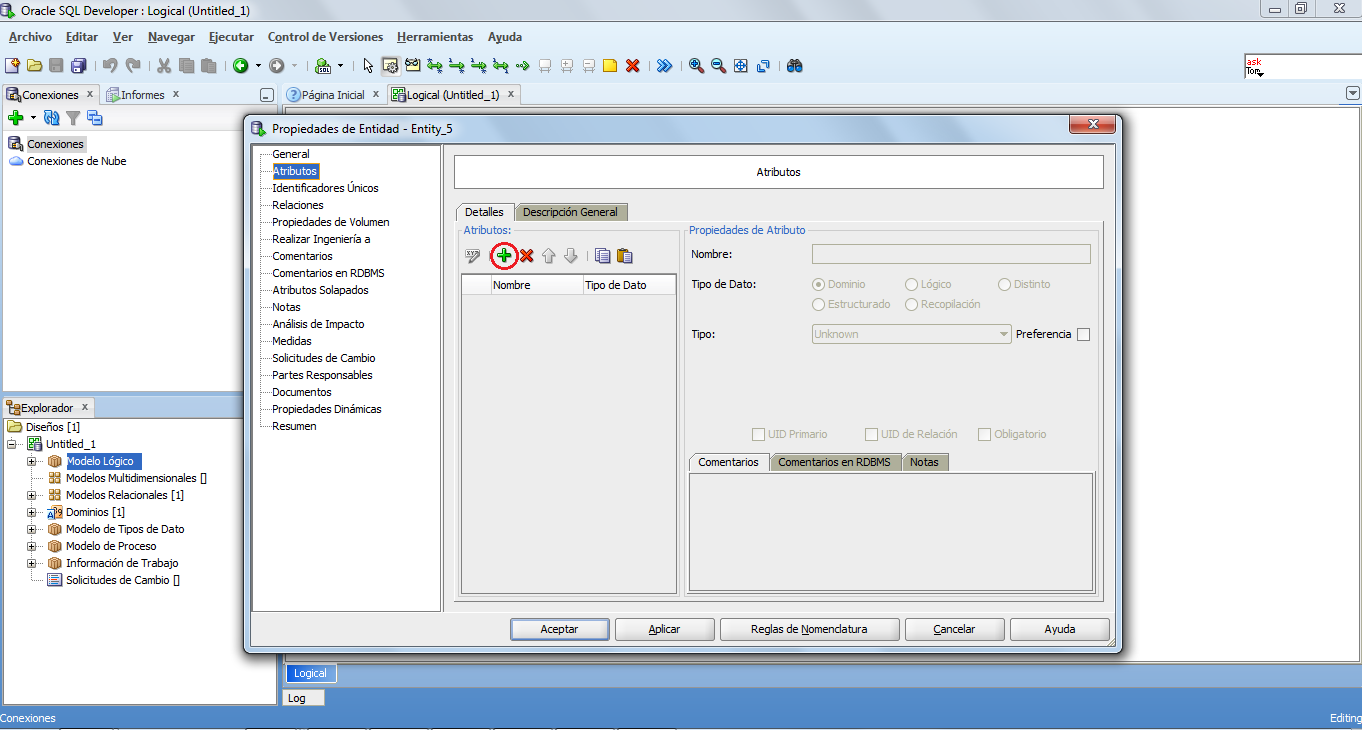 Oracle SQL Developer : Logical (Untitled_1)
Archivo Editar Ver Navegar Ejecutar Control de Versiones Herramientas Ayuda
SQL
ask
Tom
Conexiones x Informes x
Página Inicial x Logical (Untitled_1) x
Conexiones
Conexiones de Nube
Explorador x
Diseños [1]
Untitled_1
Modelo Lógico
Modelos Multidimensionales []
Modelos Relacionales [1]
Dominios [1]
Modelo de Tipos de Dato
Modelo de Proceso
Información de Trabajo
Solicitudes de Cambio []
Propiedades de Entidad - Entity_5
General
Atributos
Identificadores Únicos
Relaciones
Propiedades de Volumen
Realizar Ingeniería a
Comentarios
Comentarios en RDBMS
Atributos Solapados
Notas
Análisis de Impacto
Medidas
Solicitudes de Cambio
Partes Responsables
Documentos
Propiedades Dinámicas
Resumen
Atributos
Detalles Descripción General
Atributos:
XYZ
Nombre Tipo de Dato
Propiedades de Atributo
Nombre:
Tipo de Dato: Dominio Lógico Distinto
Estructurado Recopilación
Tipo: Unknown Preferencia
UID Primario UID de Relación Obligatorio
Comentarios Comentarios en RDBMS Notas
Aceptar Aplicar Reglas de Nomenclatura Cancelar Ayuda
Logical
Log
Conexiones
Editing